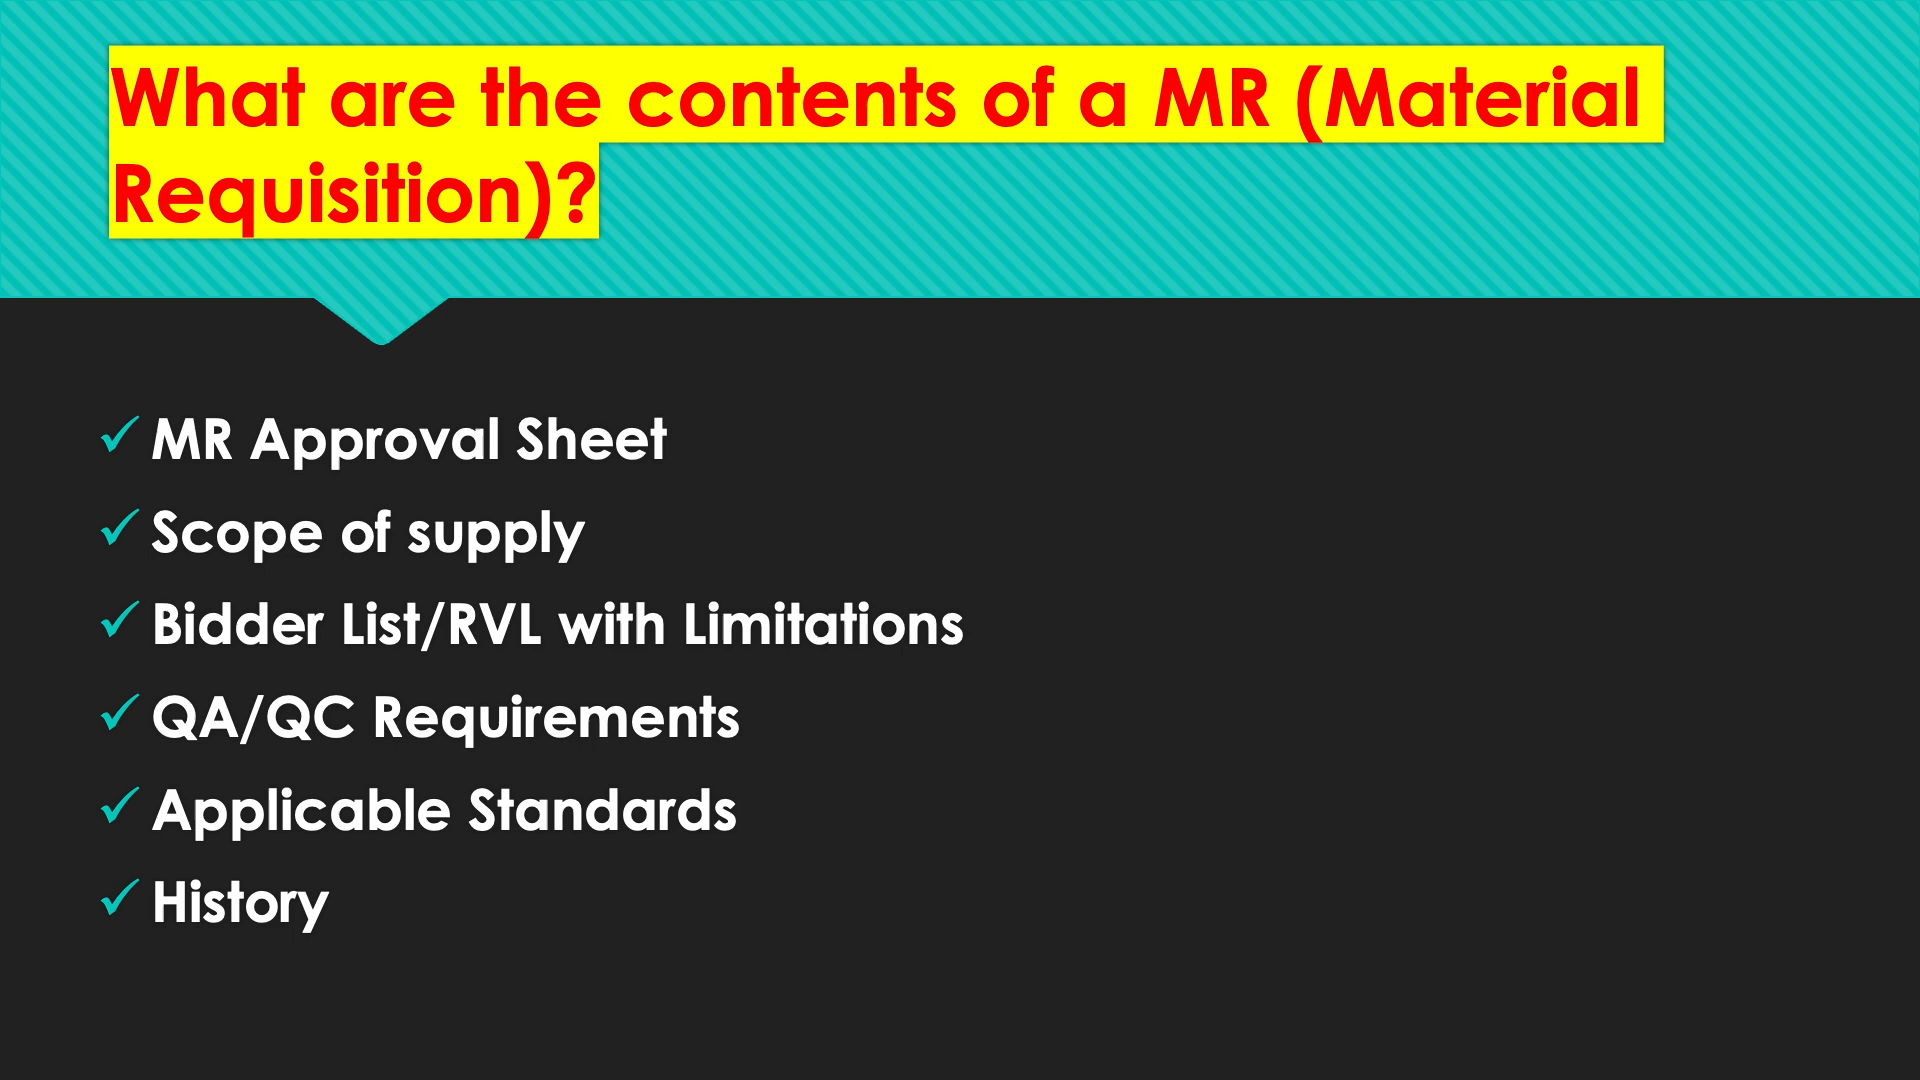 What are the contents of a MR (Material
Requisition)?
MR Approval Sheet
Scope of supply
Bidder List/RVL with Limitations
QA/QC Requirements
Applicable Standards
History